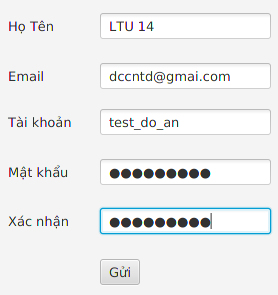 Họ Tên LTU 14
Email dccntd@gmai.com
Tài khoản test_do_an
Mật khẩu ●●●●●●●●●
Xác nhận ●●●●●●●●●
Gửi